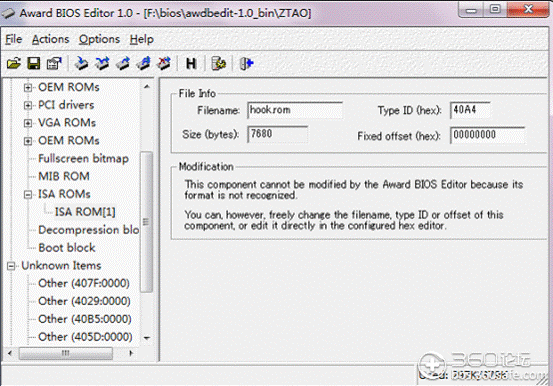 Award BIOS Editor 1.0 - [F:\bios\awdbedit-1.0_bin\ZTAO]
File Actions Options Help
OEM ROMs
PCI drivers
VGA ROMs
OEM ROMs
Fullscreen bitmap
MIB ROM
ISA ROMs
ISA ROM[1]
Decompression blo
Boot block
Unknown Items
Other (407F:0000)
Other (4029:0000)
Other (40B5:0000)
Other (405D:0000)
File Info
Filename: hook.rom Type ID (hex): 40A4
Size (bytes): 7680 Fixed offset (hex): 00000000
Modification
This component cannot be modified by the Award BIOS Editor because its
format is not recognized.
You can, however, freely change the filename, type ID or offset of this
component, or edit it directly in the configured hex editor.
Used:
360论坛